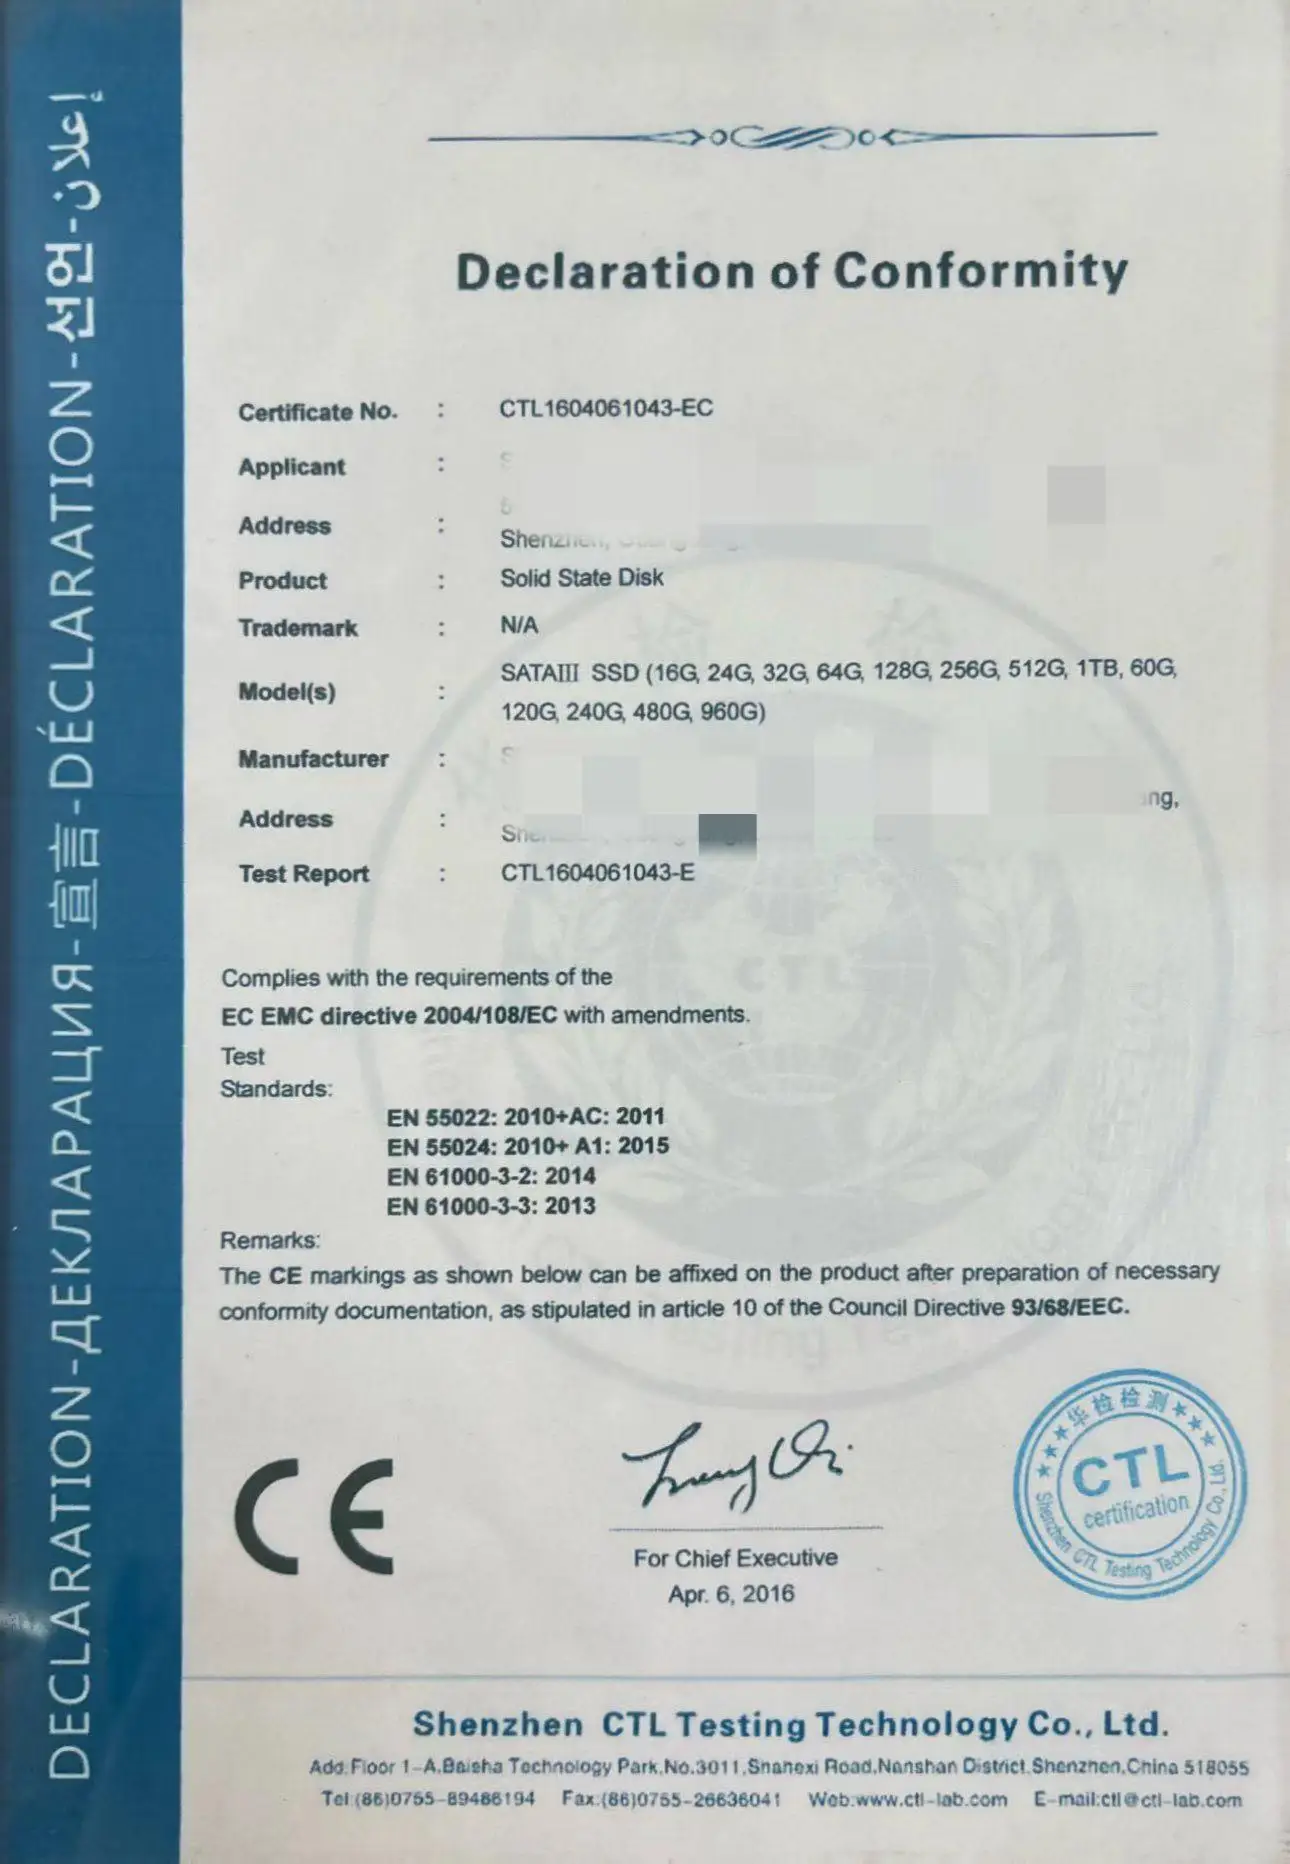 DECLARATION-ДЕКЛАРАЦИЯ-宣言-DÉCLARATION-선언-إعلان
Declaration of Conformity
Certificate No. : CTL1604061043-EC
Applicant :
Address :
Shenzhen,
Product : Solid State Disk
Trademark : N/A
Model(s) : SATAIII SSD (16G, 24G, 32G, 64G, 128G, 256G, 512G, 1TB, 60G,
120G, 240G, 480G, 960G)
Manufacturer :
Address :
Test Report : CTL1604061043-E
Complies with the requirements of the
EC EMC directive 2004/108/EC with amendments.
Test
Standards:
EN 55022: 2010+AC: 2011
EN 55024: 2010+ A1: 2015
EN 61000-3-2: 2014
EN 61000-3-3: 2013
Remarks:
The CE markings as shown below can be affixed on the product after preparation of necessary
conformity documentation, as stipulated in article 10 of the Council Directive 93/68/EEC.
CE
For Chief Executive
Apr. 6, 2016
华检检测
CTL
certification
Shenzhen CTL Testing Technology Co., Ltd.
Shenzhen CTL Testing Technology Co., Ltd.
Add:Floor 1-A,Baisha Technology Park,No.3011,Shahexi Road,Nanshan District,Shenzhen,China 518055
Tel:(86)0755-89486194 Fax:(86)0755-26636041 Web:www.ctl-lab.com E-mail:ctl@ctl-lab.com